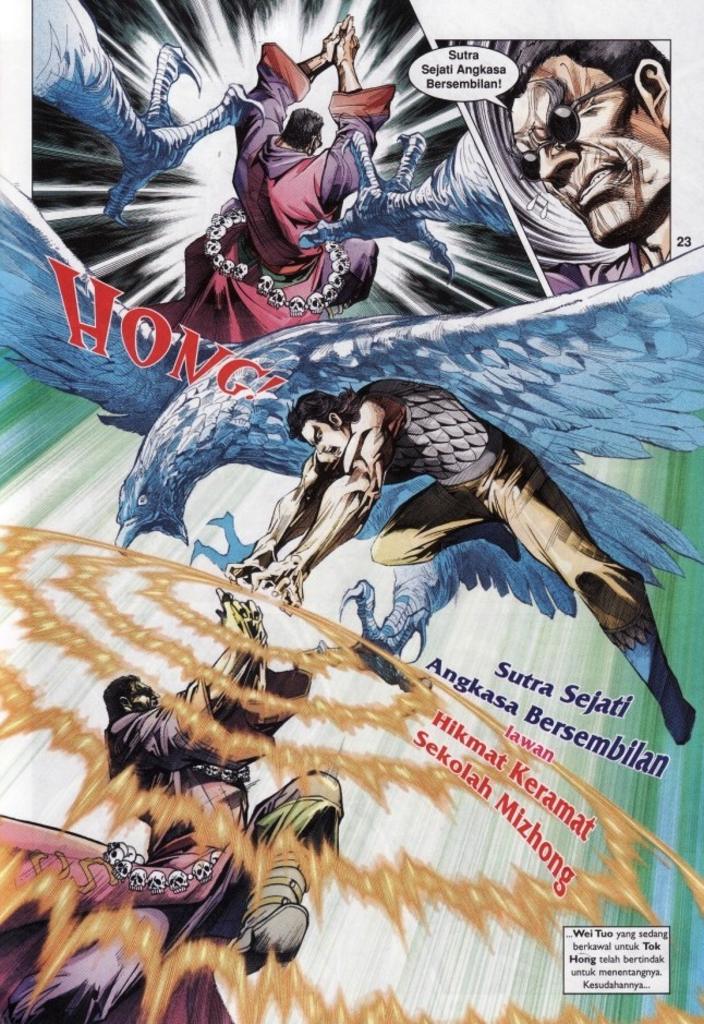 Sutra
Sejati Angkasa
Bersembilan!
23
HONG!
Sutra Sejati
Angkasa Bersembilan
lawan
Hikmat Keramat
Sekolah Mizhong
...Wei Tuo yang sedang
berkawal untuk Tok
Hong telah bertindak
untuk menentangnya.
Kesudahannya...